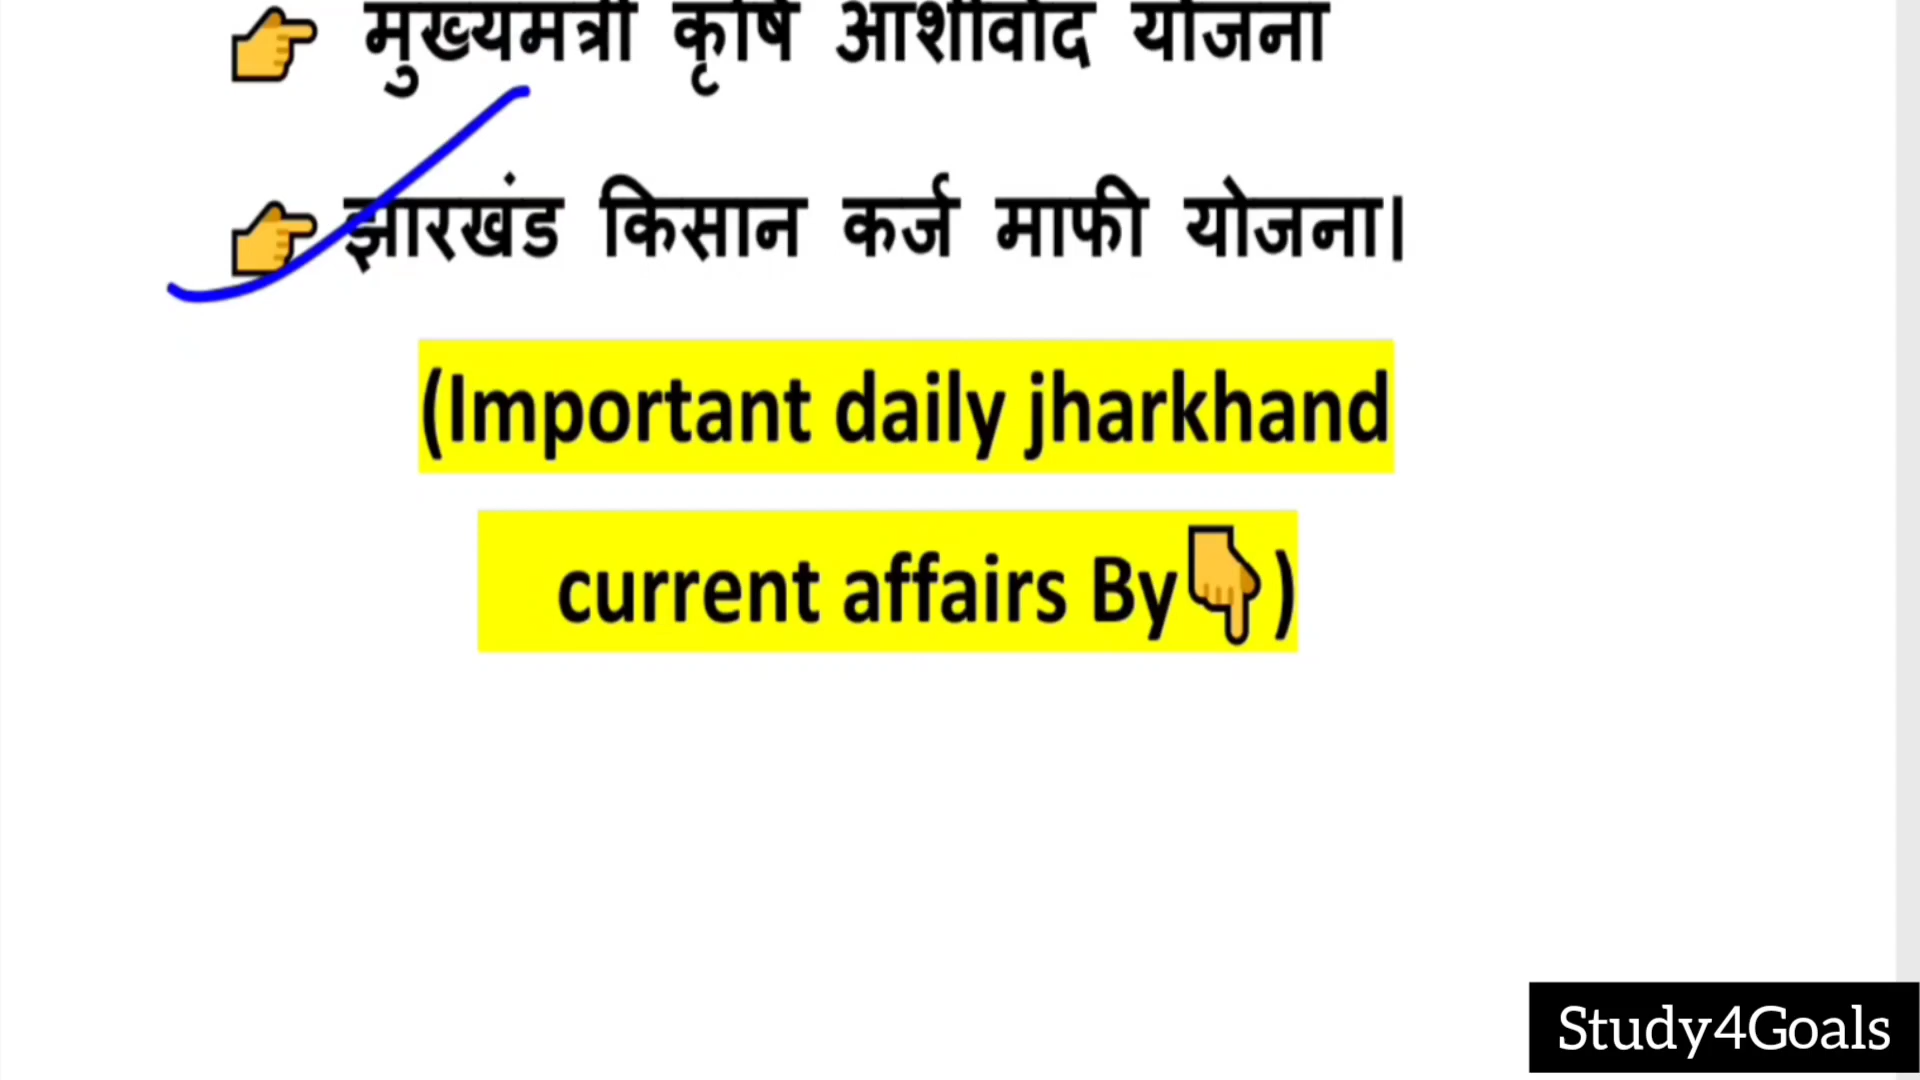 👉 मुख्यमंत्री कृषि आशीर्वाद योजना
👉 झारखंड किसान कर्ज माफी योजना।
(Important daily jharkhand
current affairs By👇)
Study4Goals